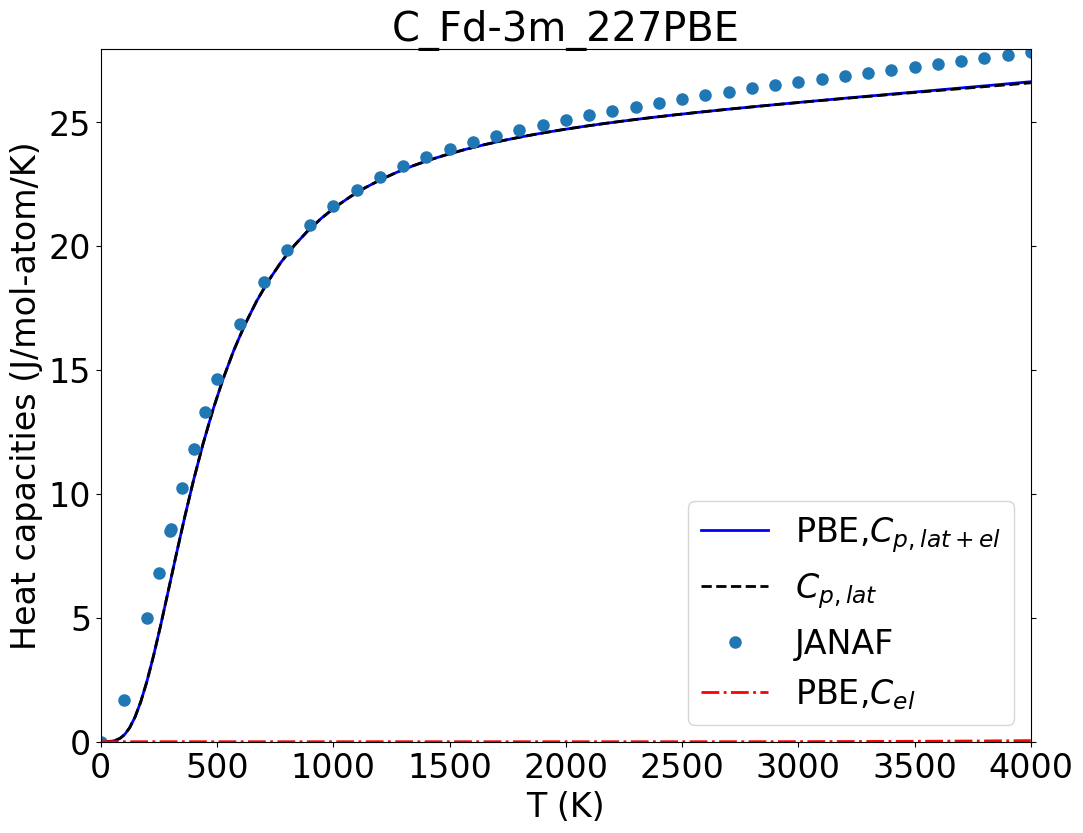 C_Fd-3m_227PBE
Heat capacities (J/mol-atom/K)
25
20
15
10
5
0
0 500 1000 1500 2000 2500 3000 3500 4000
T (K)
PBE,C_{p, lat+el}
C_{p, lat}
JANAF
PBE,C_{el}